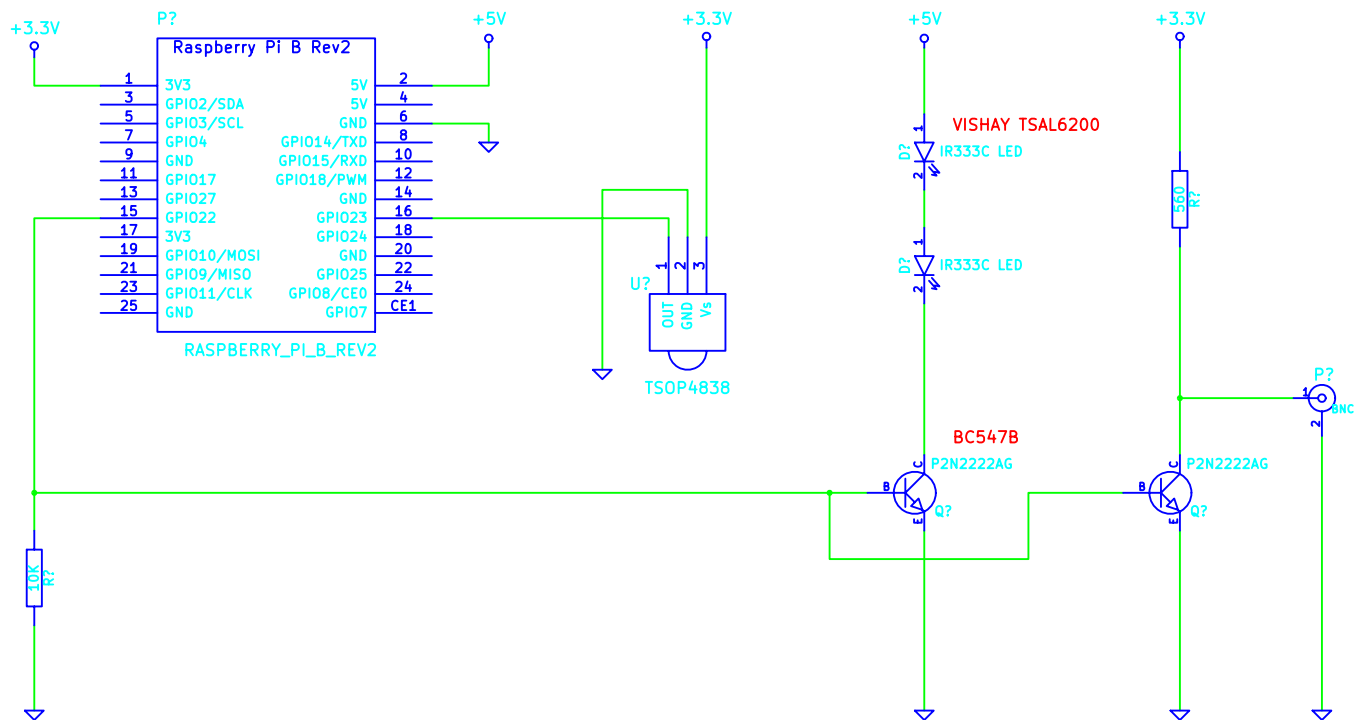 +3.3V
P?
Raspberry Pi B Rev2
1 3V3
3 GPIO2/SDA
5 GPIO3/SCL
7 GPIO4
9 GND
11 GPIO17
13 GPIO27
15 GPIO22
17 3V3
19 GPIO10/MOSI
21 GPIO9/MISO
23 GPIO11/CLK
25 GND
5V 2
5V 4
GND 6
GPIO14/TXD 8
GPIO15/RXD 10
GPIO18/PWM 12
GND 14
GPIO23 16
GPIO24 18
GND 20
GPIO25 22
GPIO8/CE0 24
GPIO7 CE1
RASPBERRY_PI_B_REV2
+5V
+3.3V
1 2 3
U?
OUT GND Vs
TSOP4838
+5V
VISHAY TSAL6200
1
D?
IR333C LED
2
1
D?
IR333C LED
2
BC547B
C
P2N2222AG
B
Q?
E
+3.3V
560
R?
P?
1
BNC
2
C
P2N2222AG
B
Q?
E
10K
R?